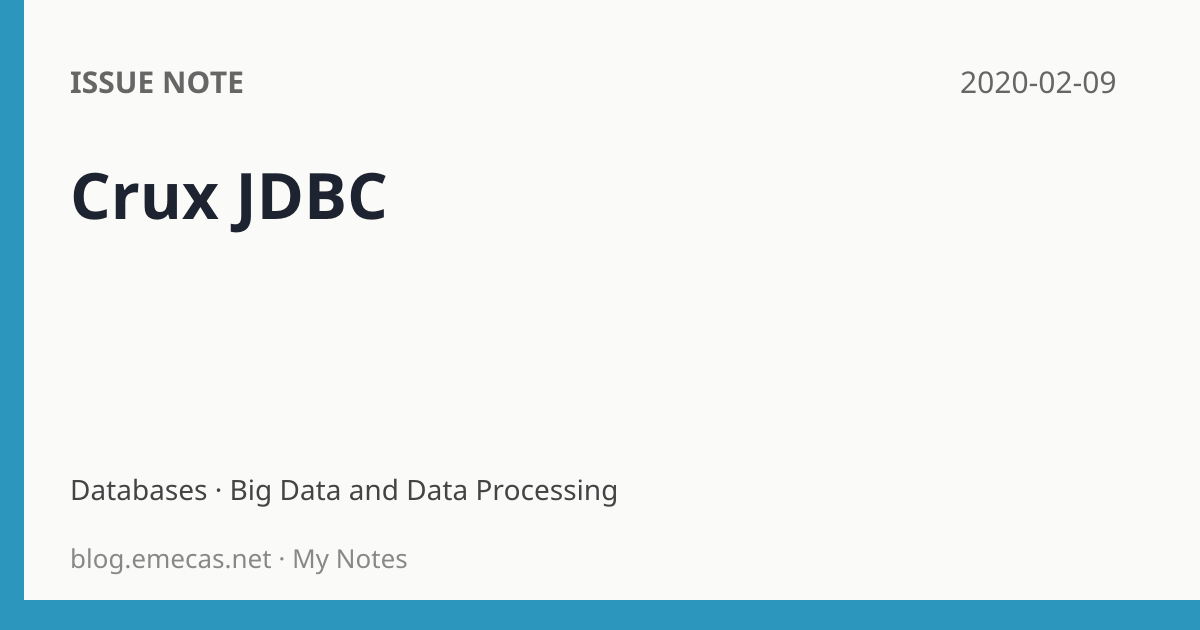 ISSUE NOTE
2020-02-09
Crux JDBC
Databases · Big Data and Data Processing
blog.emecas.net · My Notes